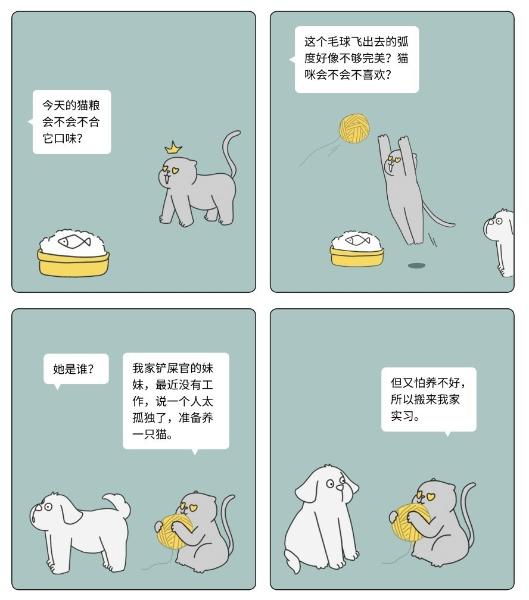 今天的猫粮
会不会不合
它口味？
这个毛球飞出去的弧
度好像不够完美？猫
咪会不会不喜欢？
她是谁？
我家铲屎官的妹
妹，最近没有工
作，说一个人太
孤独了，准备养
一只猫。
但又怕养不好，
所以搬来我家
实习。